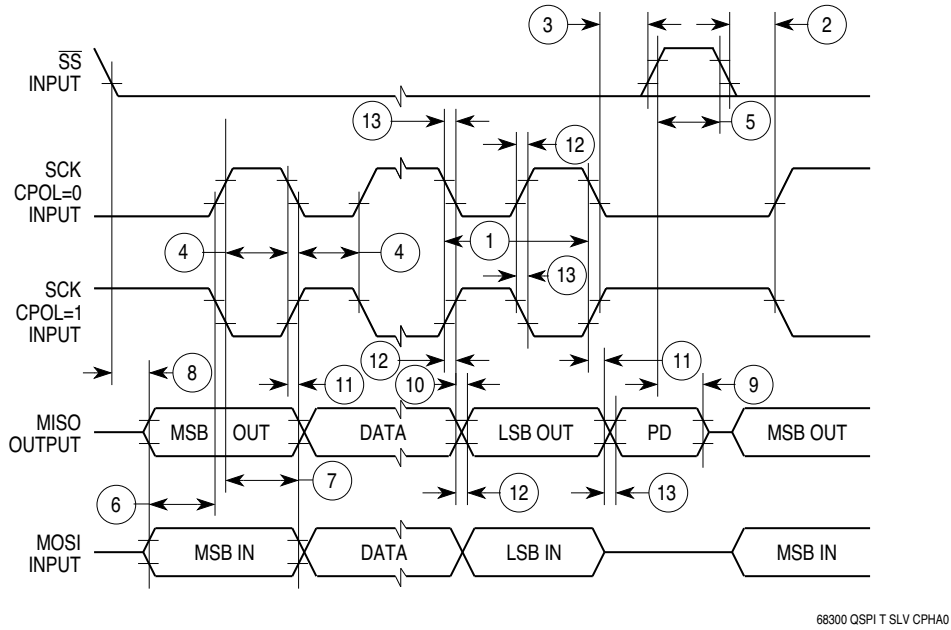 3
2
SS
INPUT
5
13
12
SCK
CPOL=0
INPUT
4
4
1
13
SCK
CPOL=1
INPUT
8
11
12
10
11
9
MISO
OUTPUT
MSB OUT
DATA
LSB OUT
PD
MSB OUT
6
7
12
13
MOSI
INPUT
MSB IN
DATA
LSB IN
MSB IN
68300 QSPI T SLV CPHA0